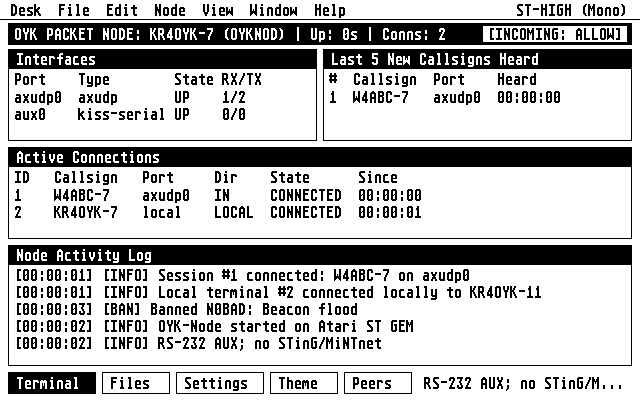 Desk File Edit Node View Window Help ST-HIGH (Mono)
OYK PACKET NODE: KR4OYK-7 (OYKNOD) | Up: 0s | Conns: 2 [INCOMING: ALLOW]
Interfaces
Port Type State RX/TX
axudp0 axudp UP 1/2
aux0 kiss-serial UP 0/0
Last 5 New Callsigns Heard
# Callsign Port Heard
1 W4ABC-7 axudp0 00:00:00
Active Connections
ID Callsign Port Dir State Since
1 W4ABC-7 axudp0 IN CONNECTED 00:00:00
2 KR4OYK-7 local LOCAL CONNECTED 00:00:01
Node Activity Log
[00:00:01] [INFO] Session #1 connected: W4ABC-7 on axudp0
[00:00:01] [INFO] Local terminal #2 connected locally to KR4OYK-11
[00:00:03] [BAN] Banned N0BAD: Beacon flood
[00:00:02] [INFO] OYK-Node started on Atari ST GEM
[00:00:02] [INFO] RS-232 AUX; no STinG/MiNTnet
Terminal Files Settings Theme Peers RS-232 AUX; no STinG/M...